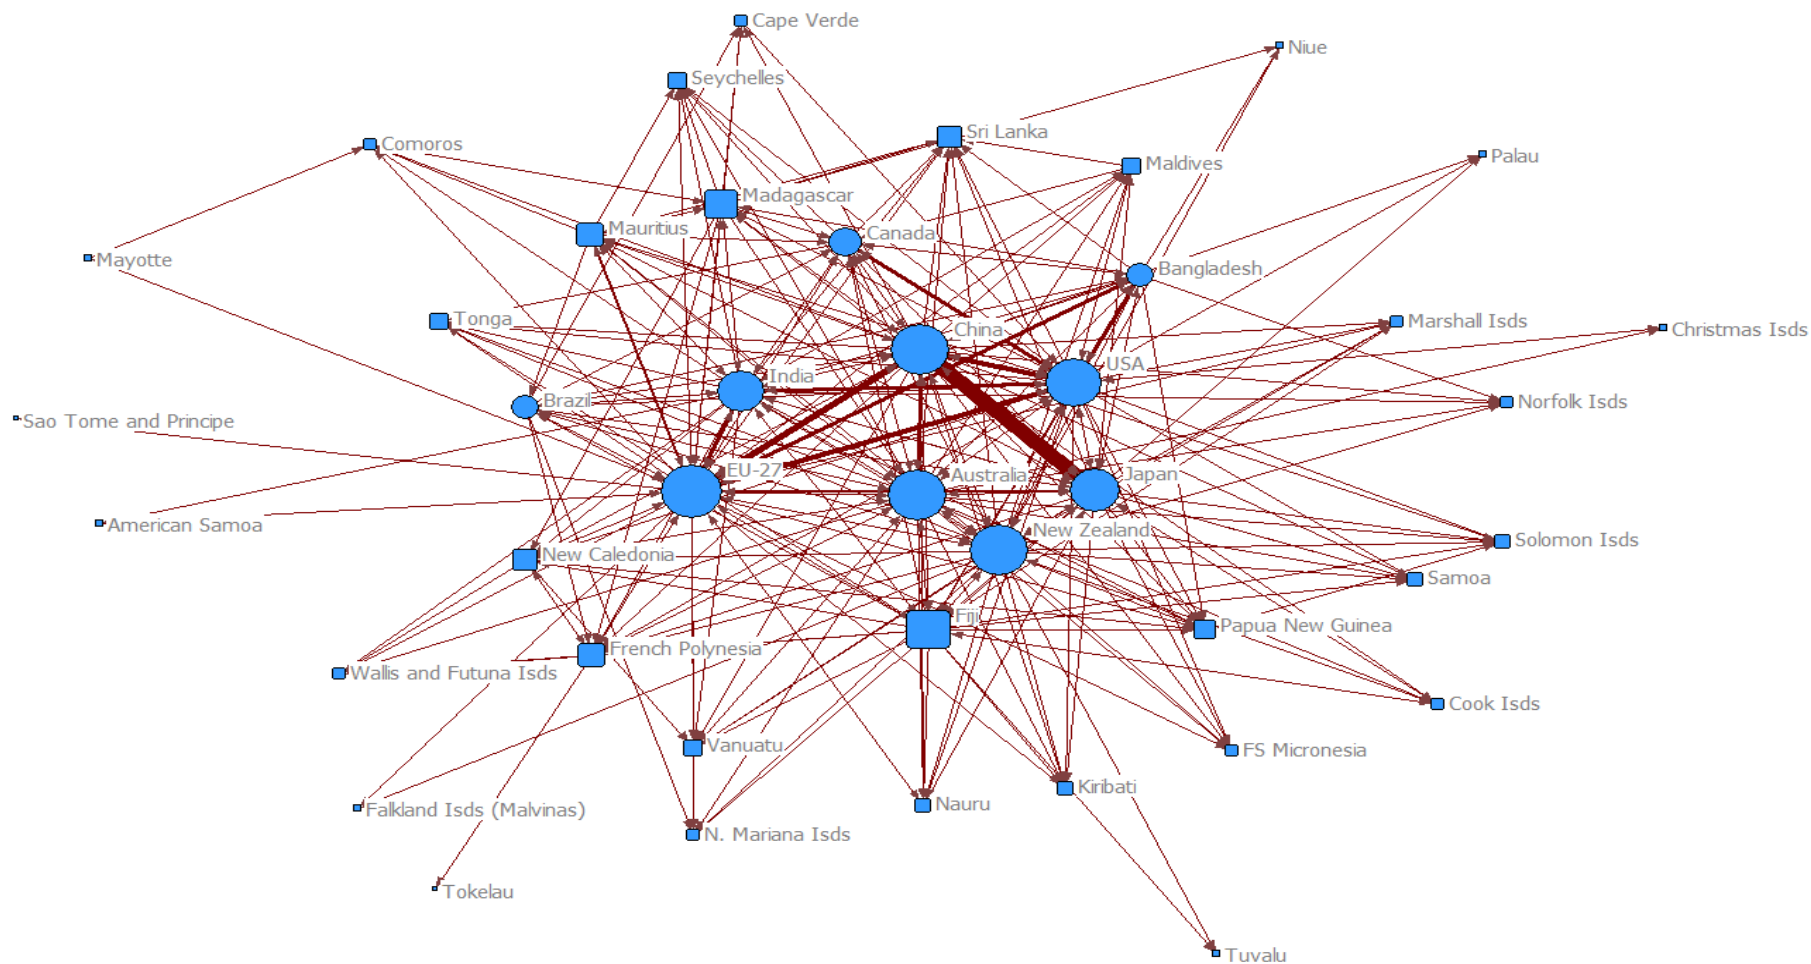 Cape Verde
Niue
Seychelles
Sri Lanka
Comoros
Maldives
Palau
Madagascar
Mauritius
Canada
Mayotte
Bangladesh
Tonga
China
Marshall Isds
Christmas Isds
India
USA
Brazil
Norfolk Isds
Sao Tome and Principe
EU-27
Australia
Japan
American Samoa
New Zealand
Solomon Isds
New Caledonia
Samoa
Fiji
Papua New Guinea
French Polynesia
Wallis and Futuna Isds
Cook Isds
Vanuatu
FS Micronesia
Kiribati
Nauru
Falkland Isds (Malvinas)
N. Mariana Isds
Tokelau
Tuvalu